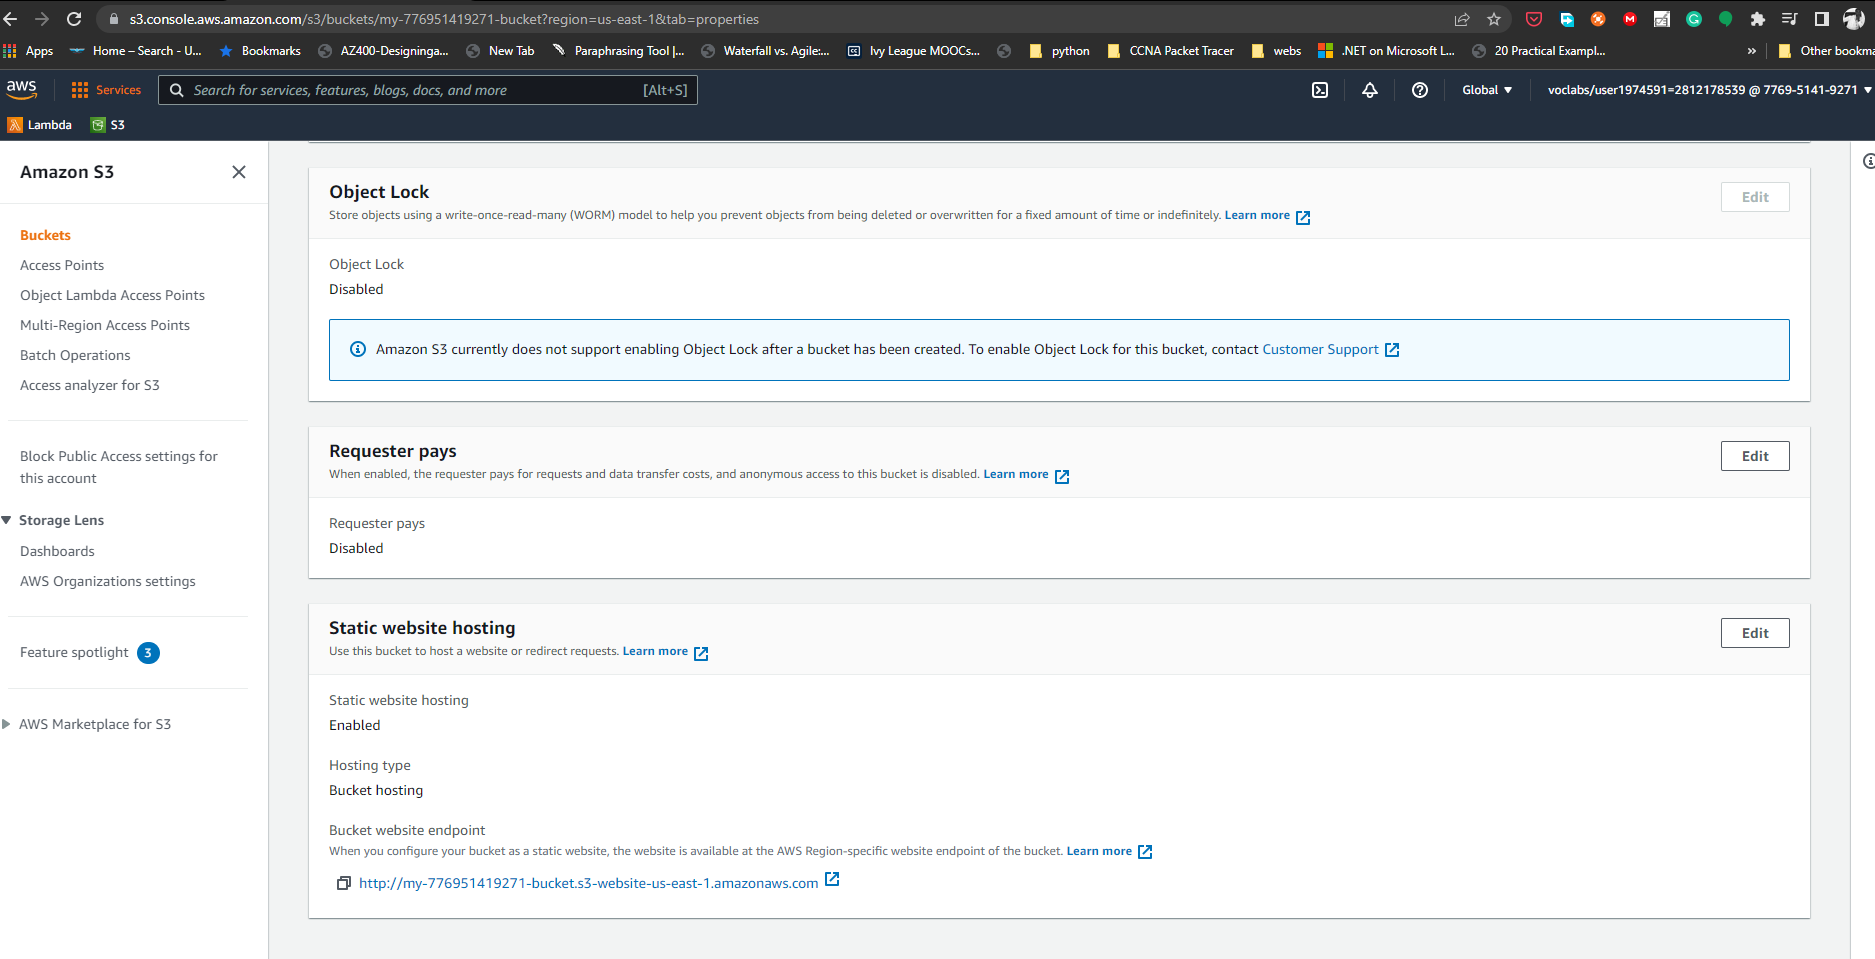 s3.console.aws.amazon.com/s3/buckets/my-776951419271-bucket?region=us-east-1&tab=properties
Apps Home – Search - U... Bookmarks AZ400-Designinga... New Tab Paraphrasing Tool |... Waterfall vs. Agile:... Ivy League MOOCs... python CCNA Packet Tracer webs .NET on Microsoft L... 20 Practical Exampl... » Other bookma
aws Services Search for services, features, blogs, docs, and more [Alt+S] Global voclabs/user1974591=2812178539 @ 7769-5141-9271
Lambda S3
Amazon S3
Buckets
Access Points
Object Lambda Access Points
Multi-Region Access Points
Batch Operations
Access analyzer for S3
Block Public Access settings for
this account
Storage Lens
Dashboards
AWS Organizations settings
Feature spotlight 3
AWS Marketplace for S3
Object Lock
Edit
Store objects using a write-once-read-many (WORM) model to help you prevent objects from being deleted or overwritten for a fixed amount of time or indefinitely. Learn more
Object Lock
Disabled
Amazon S3 currently does not support enabling Object Lock after a bucket has been created. To enable Object Lock for this bucket, contact Customer Support
Requester pays
Edit
When enabled, the requester pays for requests and data transfer costs, and anonymous access to this bucket is disabled. Learn more
Requester pays
Disabled
Static website hosting
Edit
Use this bucket to host a website or redirect requests. Learn more
Static website hosting
Enabled
Hosting type
Bucket hosting
Bucket website endpoint
When you configure your bucket as a static website, the website is available at the AWS Region-specific website endpoint of the bucket. Learn more
http://my-776951419271-bucket.s3-website-us-east-1.amazonaws.com